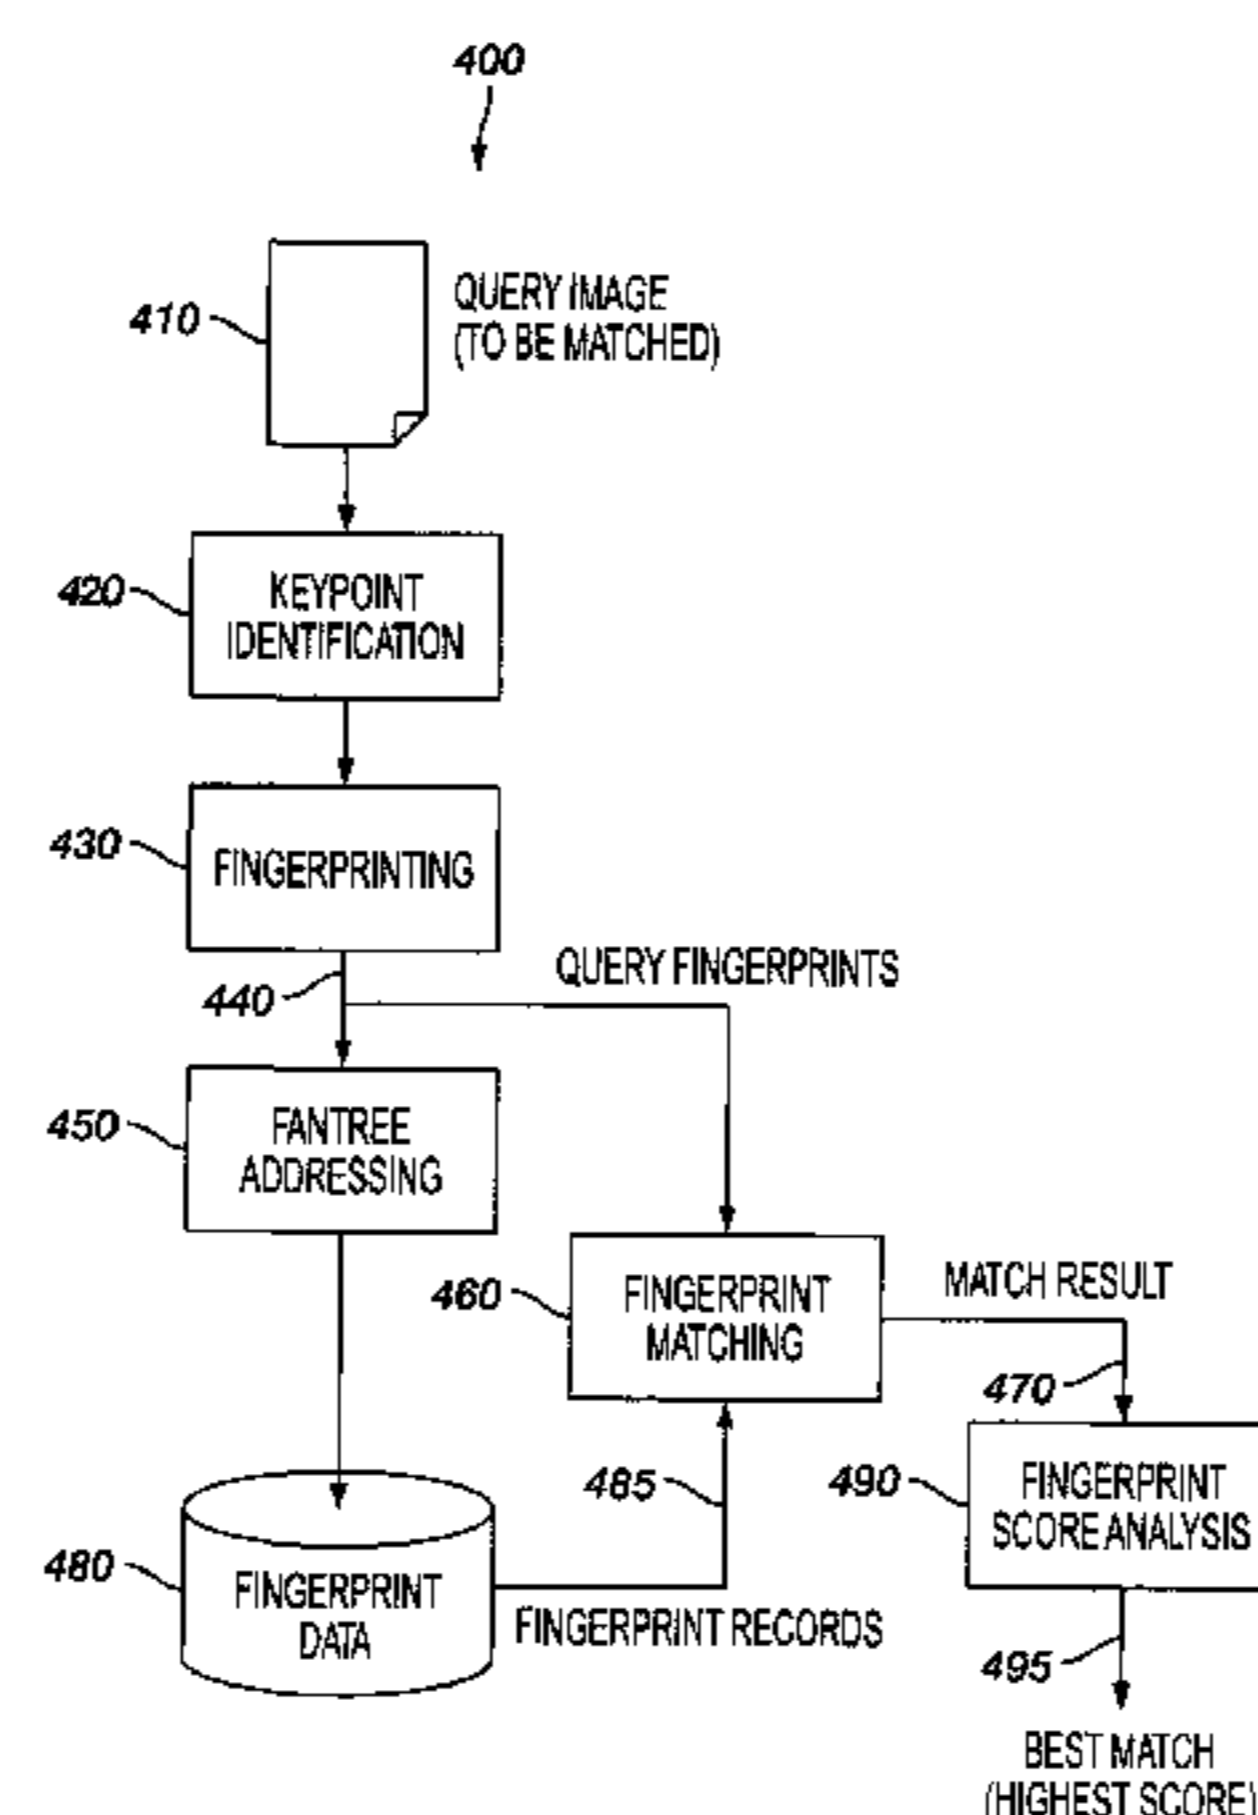 400
410
QUERY IMAGE
(TO BE MATCHED)
420
KEYPOINT
IDENTIFICATION
430
FINGERPRINTING
440
QUERY FINGERPRINTS
450
FANTREE
ADDRESSING
460
FINGERPRINT
MATCHING
MATCH RESULT
470
480
FINGERPRINT
DATA
485
FINGERPRINT RECORDS
490
FINGERPRINT
SCORE ANALYSIS
495
BEST MATCH
(HIGHEST SCORE)